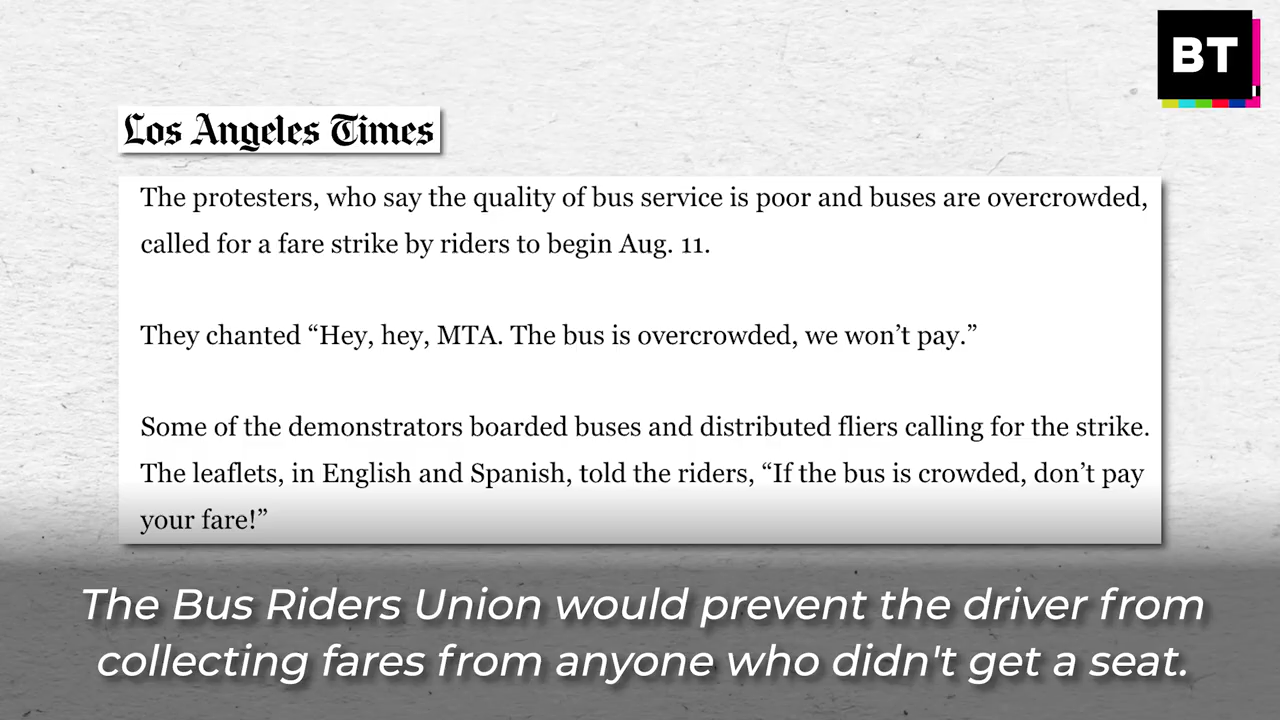 BT
Los Angeles Times
The protesters, who say the quality of bus service is poor and buses are overcrowded,
called for a fare strike by riders to begin Aug. 11.
They chanted “Hey, hey, MTA. The bus is overcrowded, we won’t pay.”
Some of the demonstrators boarded buses and distributed fliers calling for the strike.
The leaflets, in English and Spanish, told the riders, “If the bus is crowded, don’t pay
your fare!”
The Bus Riders Union would prevent the driver from
collecting fares from anyone who didn't get a seat.